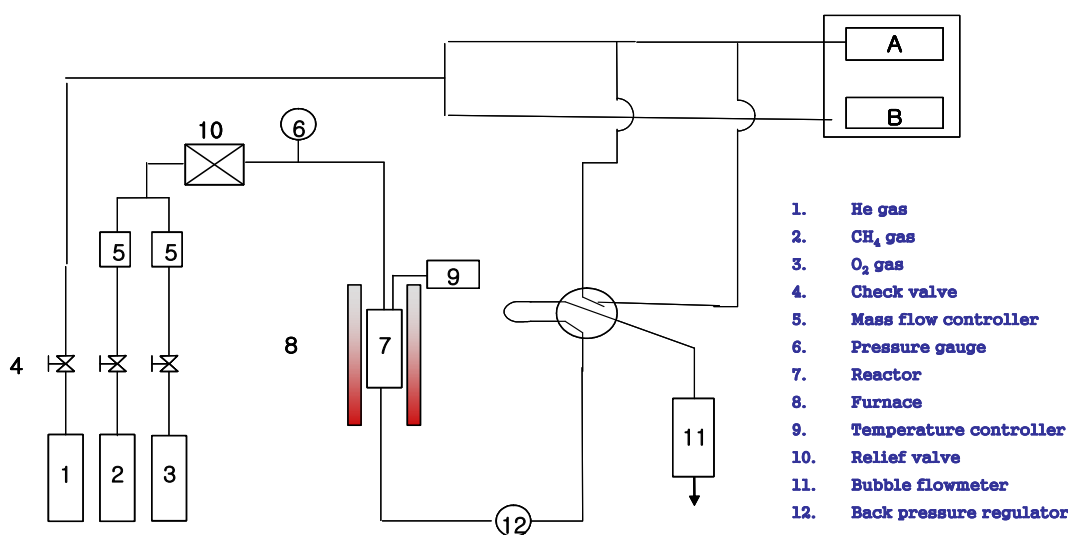 A
B
10
6
5
5
9
4
8
7
1
2
3
11
12
1. He gas
2. CH₄ gas
3. O₂ gas
4. Check valve
5. Mass flow controller
6. Pressure gauge
7. Reactor
8. Furnace
9. Temperature controller
10. Relief valve
11. Bubble flowmeter
12. Back pressure regulator